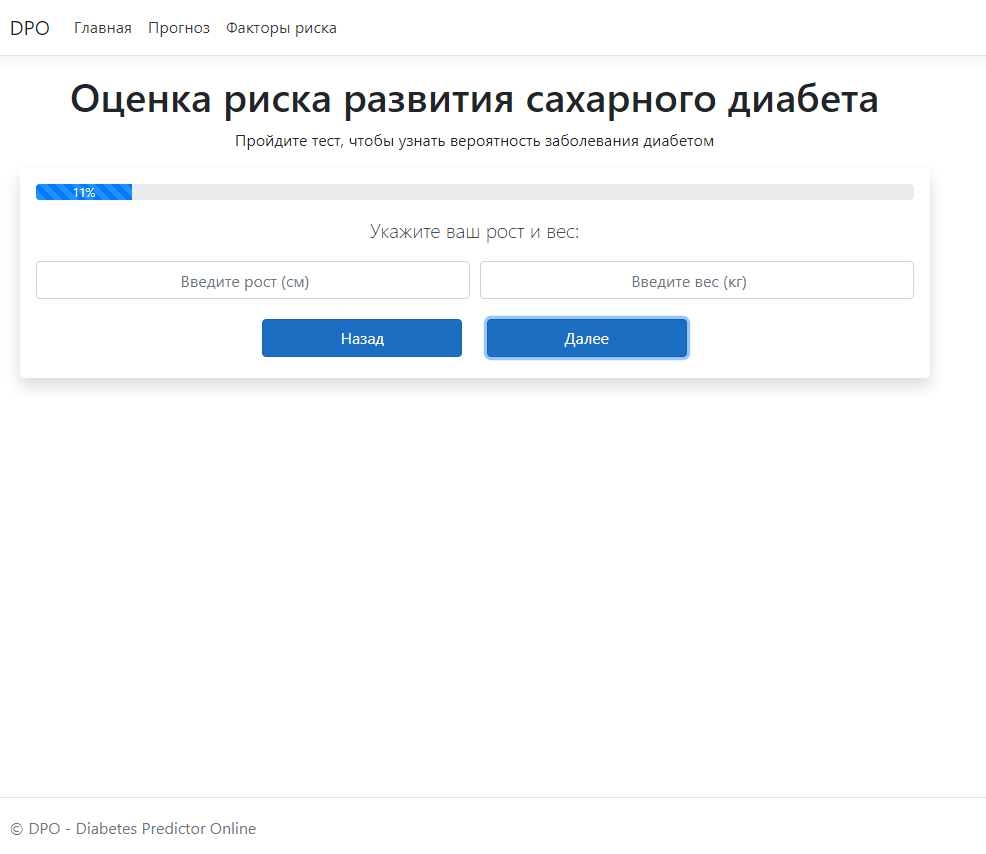 DPO Главная Прогноз Факторы риска
Оценка риска развития сахарного диабета
Пройдите тест, чтобы узнать вероятность заболевания диабетом
11%
Укажите ваш рост и вес:
Введите рост (см) Введите вес (кг)
Назад Далее
© DPO - Diabetes Predictor Online